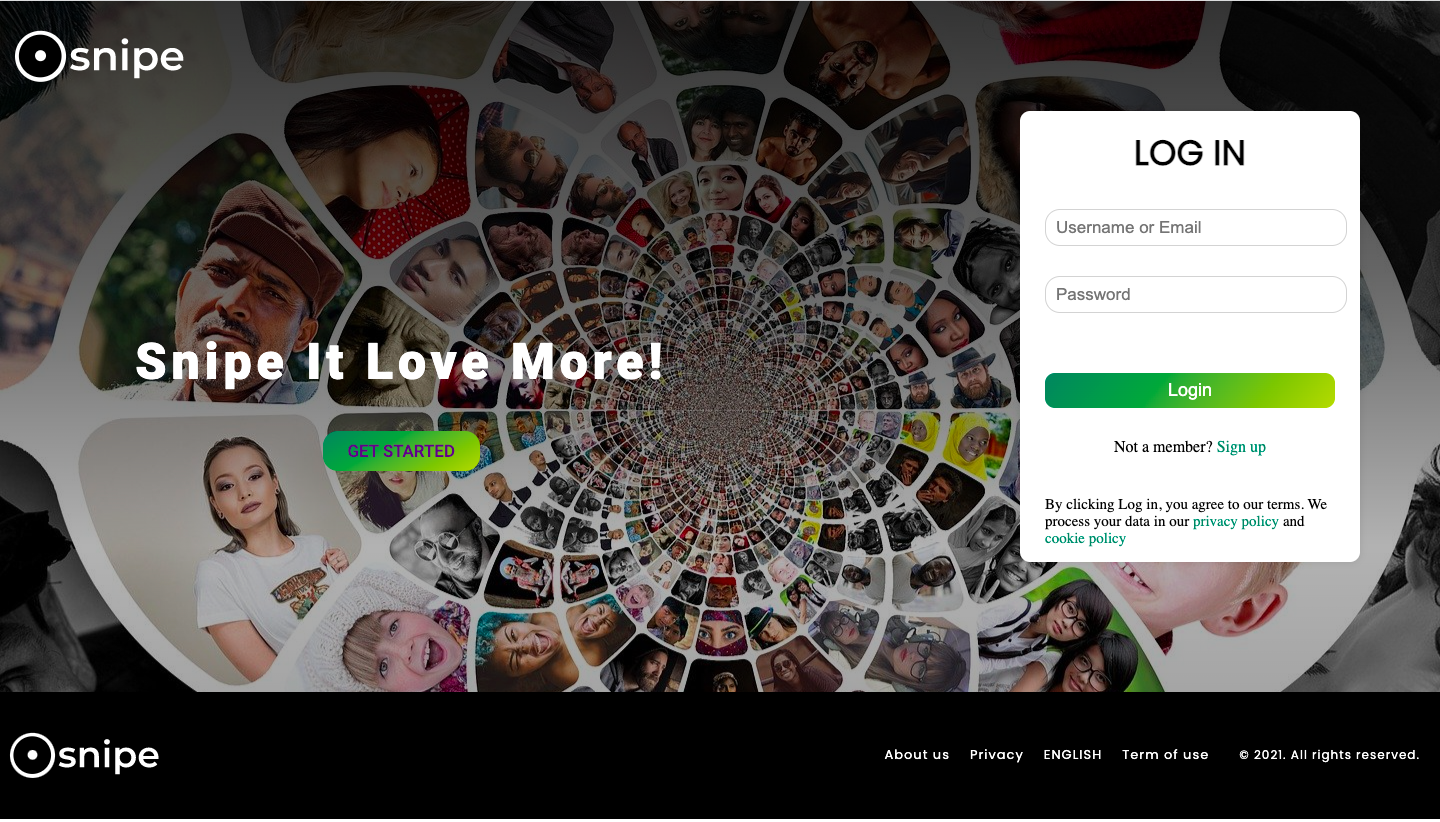 snipe
LOG IN
Username or Email
Password
Snipe It Love More!
Login
GET STARTED
Not a member? Sign up
By clicking Log in, you agree to our terms. We
process your data in our privacy policy and
cookie policy
snipe
About us Privacy ENGLISH Term of use © 2021. All rights reserved.